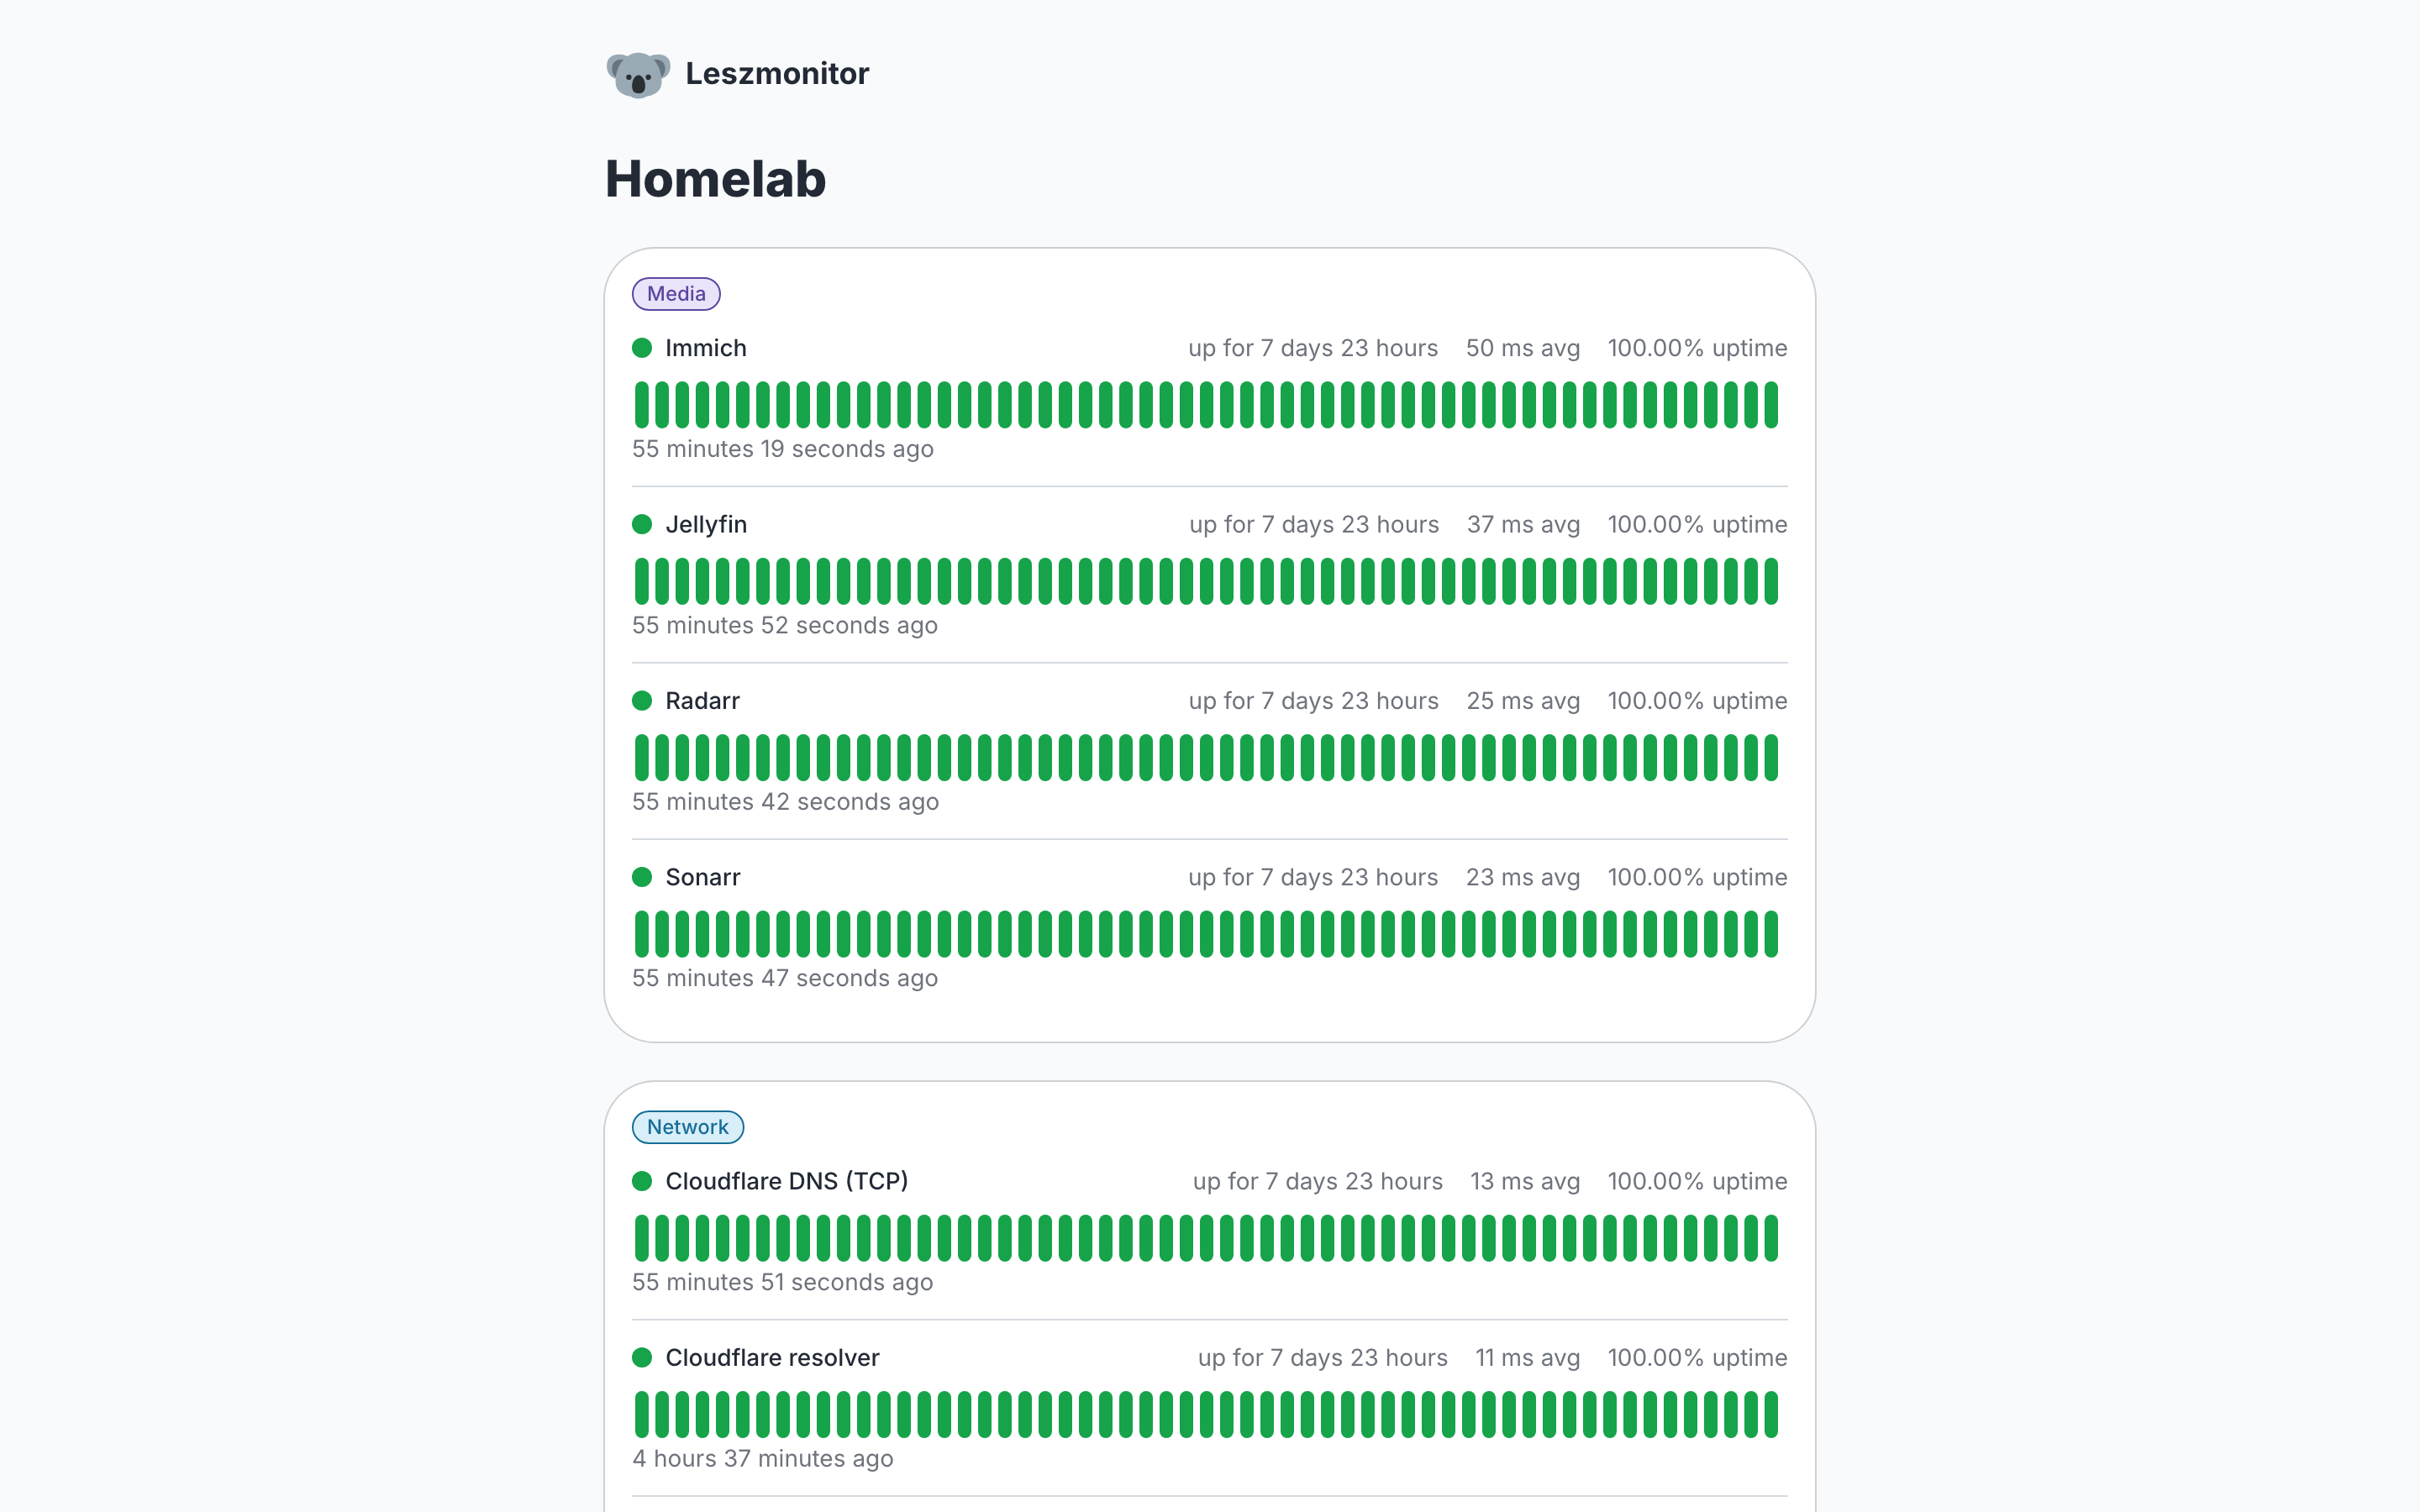 Leszmonitor
Homelab
Media
Immich up for 7 days 23 hours 50 ms avg 100.00% uptime
55 minutes 19 seconds ago
Jellyfin up for 7 days 23 hours 37 ms avg 100.00% uptime
55 minutes 52 seconds ago
Radarr up for 7 days 23 hours 25 ms avg 100.00% uptime
55 minutes 42 seconds ago
Sonarr up for 7 days 23 hours 23 ms avg 100.00% uptime
55 minutes 47 seconds ago
Network
Cloudflare DNS (TCP) up for 7 days 23 hours 13 ms avg 100.00% uptime
55 minutes 51 seconds ago
Cloudflare resolver up for 7 days 23 hours 11 ms avg 100.00% uptime
4 hours 37 minutes ago